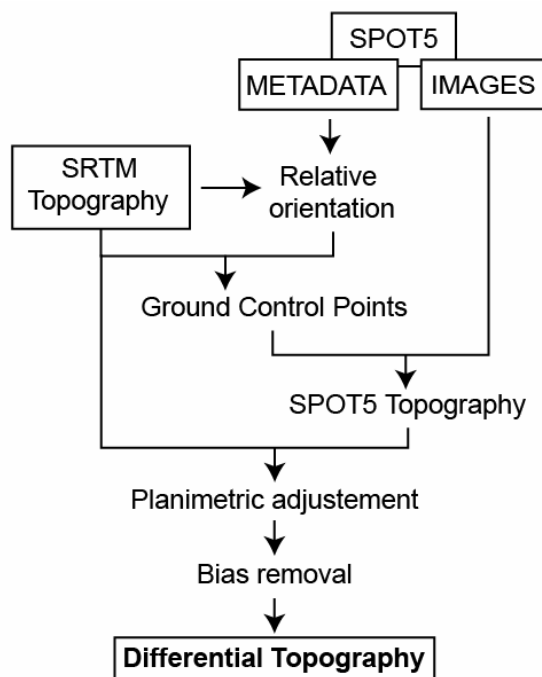 SPOT5
METADATA
IMAGES
SRTM
Topography
Relative
orientation
Ground Control Points
SPOT5 Topography
Planimetric adjustement
Bias removal
Differential Topography